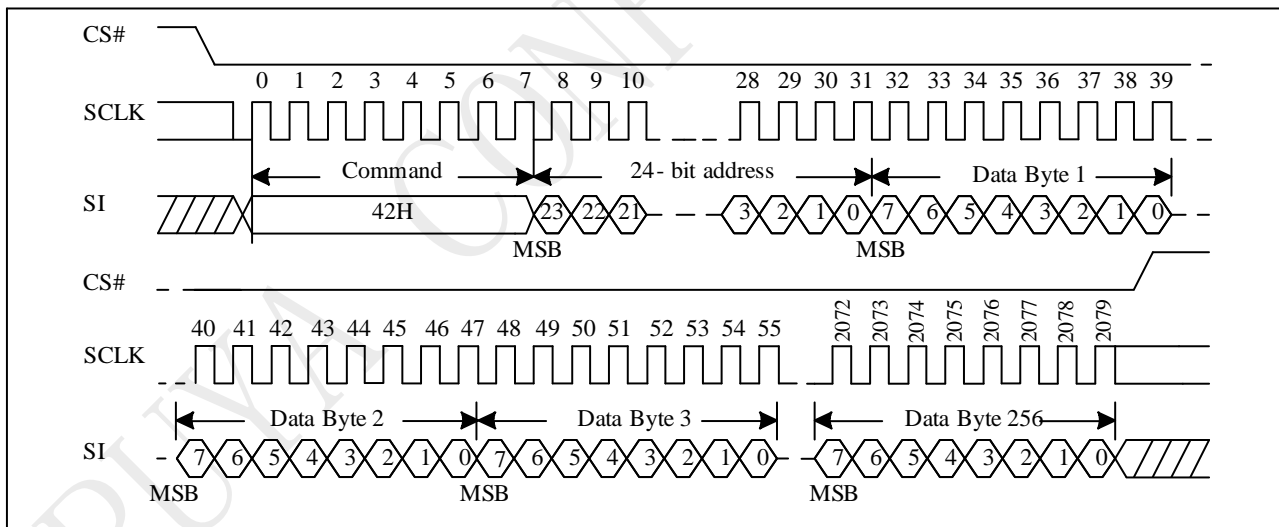 CS#
0 1 2 3 4 5 6 7 8 9 10 28 29 30 31 32 33 34 35 36 37 38 39
SCLK
Command 24- bit address Data Byte 1
SI 42H 23 22 21 3 2 1 0 7 6 5 4 3 2 1 0
MSB MSB
CS#
40 41 42 43 44 45 46 47 48 49 50 51 52 53 54 55 2072 2073 2074 2075 2076 2077 2078 2079
SCLK
Data Byte 2 Data Byte 3 Data Byte 256
SI 7 6 5 4 3 2 1 0 7 6 5 4 3 2 1 0 7 6 5 4 3 2 1 0
MSB MSB MSB
PUYA CONF